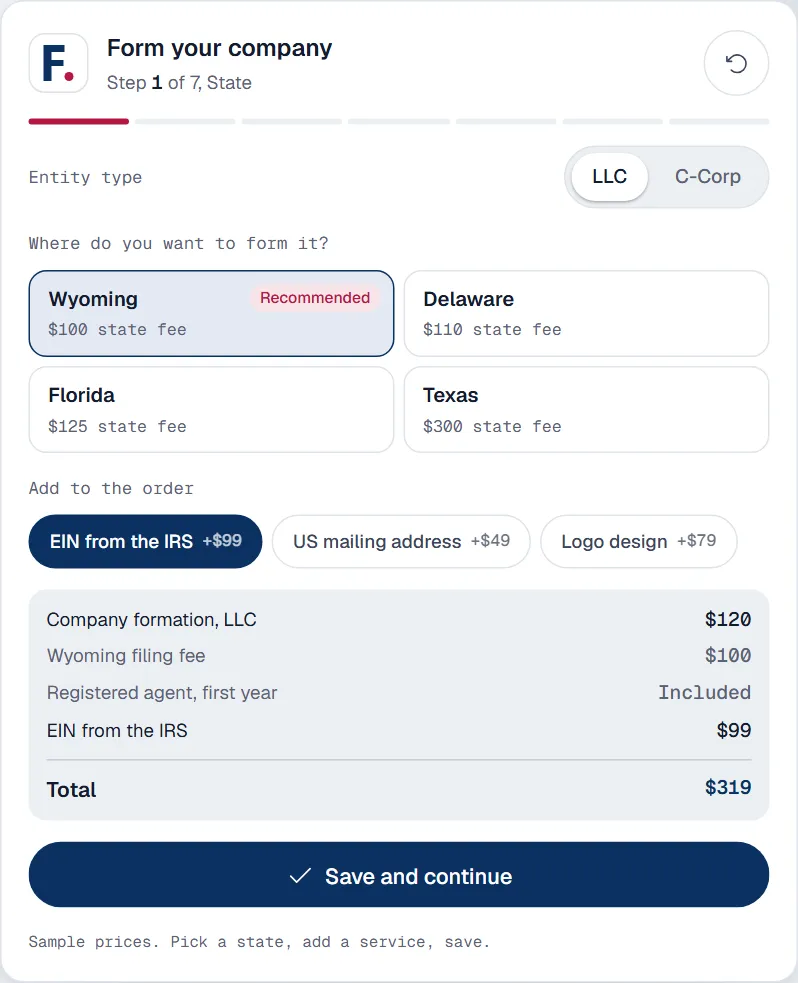 F.
Form your company
Step 1 of 7, State
Entity type
LLC
C-Corp
Where do you want to form it?
Wyoming
Recommended
$100 state fee
Delaware
$110 state fee
Florida
$125 state fee
Texas
$300 state fee
Add to the order
EIN from the IRS +$99
US mailing address +$49
Logo design +$79
Company formation, LLC $120
Wyoming filing fee $100
Registered agent, first year Included
EIN from the IRS $99
Total $319
Save and continue
Sample prices. Pick a state, add a service, save.